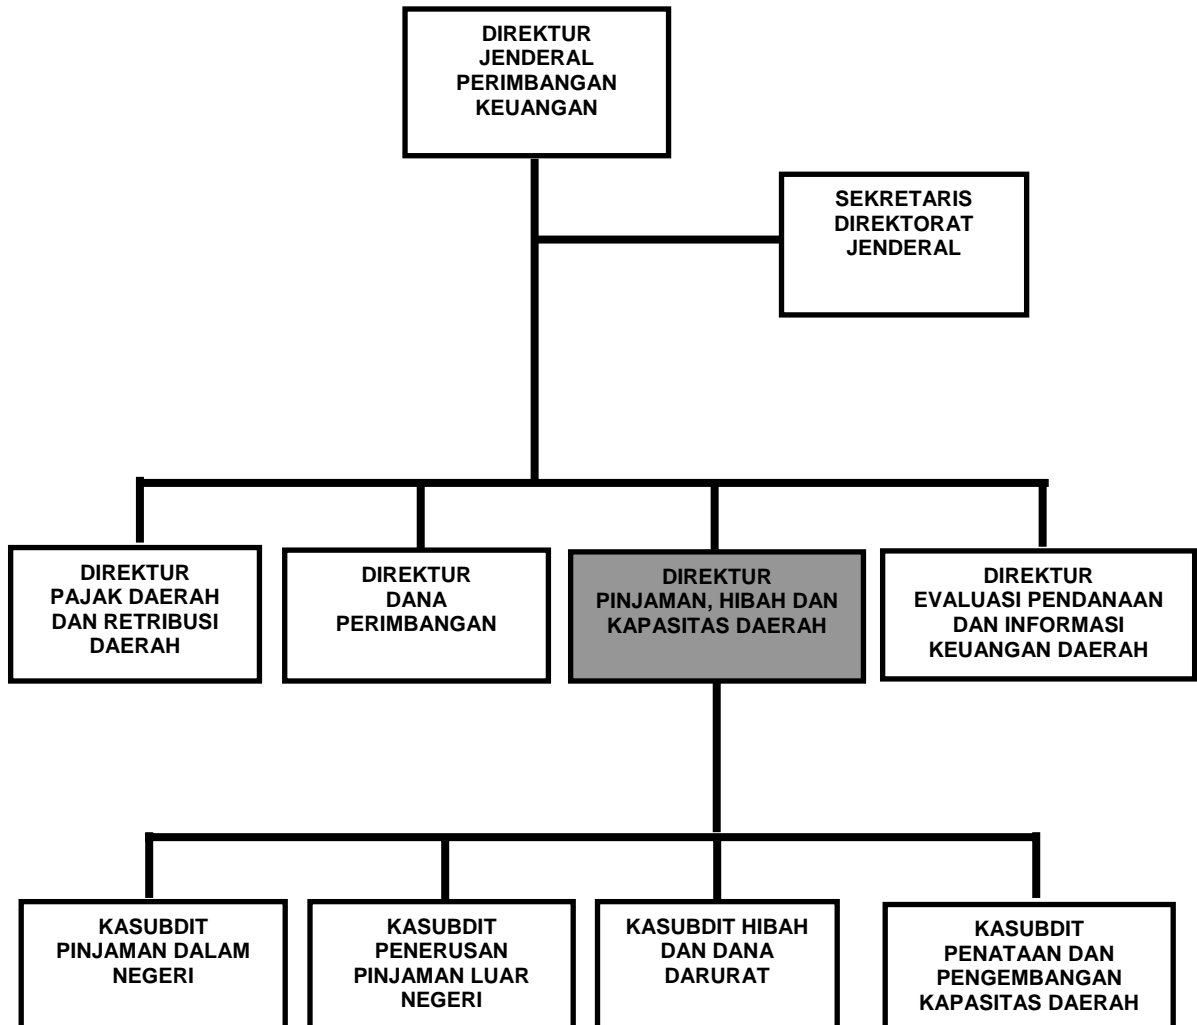 DIREKTUR
JENDERAL
PERIMBANGAN
KEUANGAN
SEKRETARIS
DIREKTORAT
JENDERAL
DIREKTUR
PAJAK DAERAH
DAN RETRIBUSI
DAERAH
DIREKTUR
DANA
PERIMBANGAN
DIREKTUR
PINJAMAN, HIBAH DAN
KAPASITAS DAERAH
DIREKTUR
EVALUASI PENDANAAN
DAN INFORMASI
KEUANGAN DAERAH
KASUBDIT
PINJAMAN DALAM
NEGERI
KASUBDIT
PENERUSAN
PINJAMAN LUAR
NEGERI
KASUBDIT HIBAH
DAN DANA
DARURAT
KASUBDIT
PENATAAN DAN
PENGEMBANGAN
KAPASITAS DAERAH